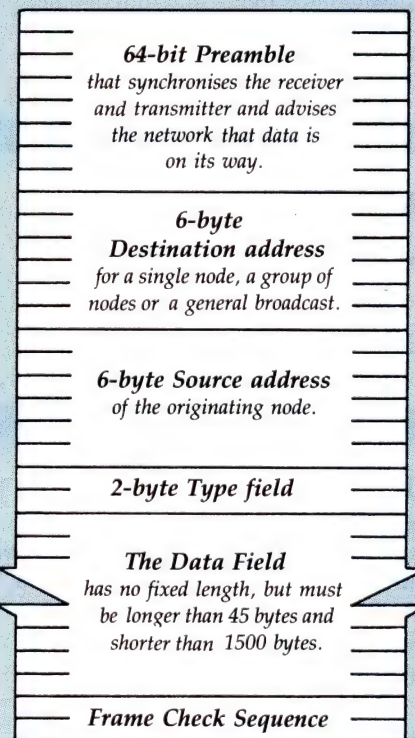 64-bit Preamble
that synchronises the receiver
and transmitter and advises
the network that data is
on its way.
6-byte
Destination address
for a single node, a group of
nodes or a general broadcast.
6-byte Source address
of the originating node.
2-byte Type field
The Data Field
has no fixed length, but must
be longer than 45 bytes and
shorter than 1500 bytes.
Frame Check Sequence